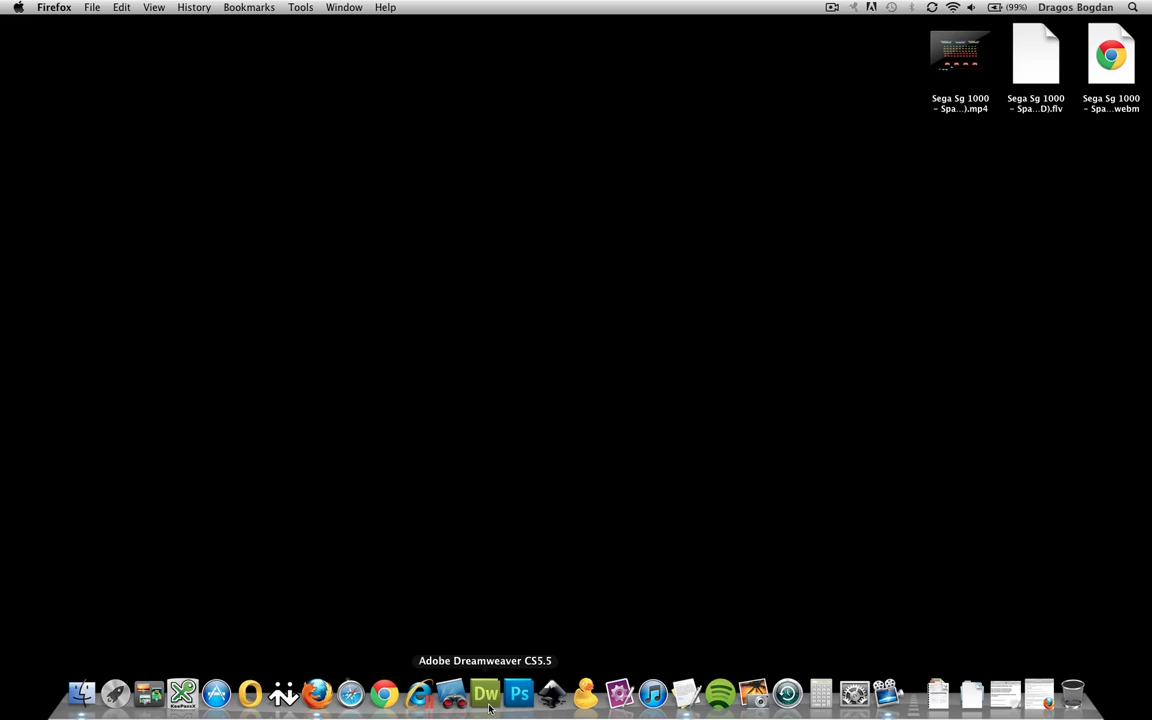 Firefox File Edit View History Bookmarks Tools Window Help (99%) Dragos Bogdan
Sega Sg 1000
– Spa...).mp4
Sega Sg 1000
– Spa...D).flv
Sega Sg 1000
– Spa...webm
Adobe Dreamweaver CS5.5
KeePassX
Dw
Ps